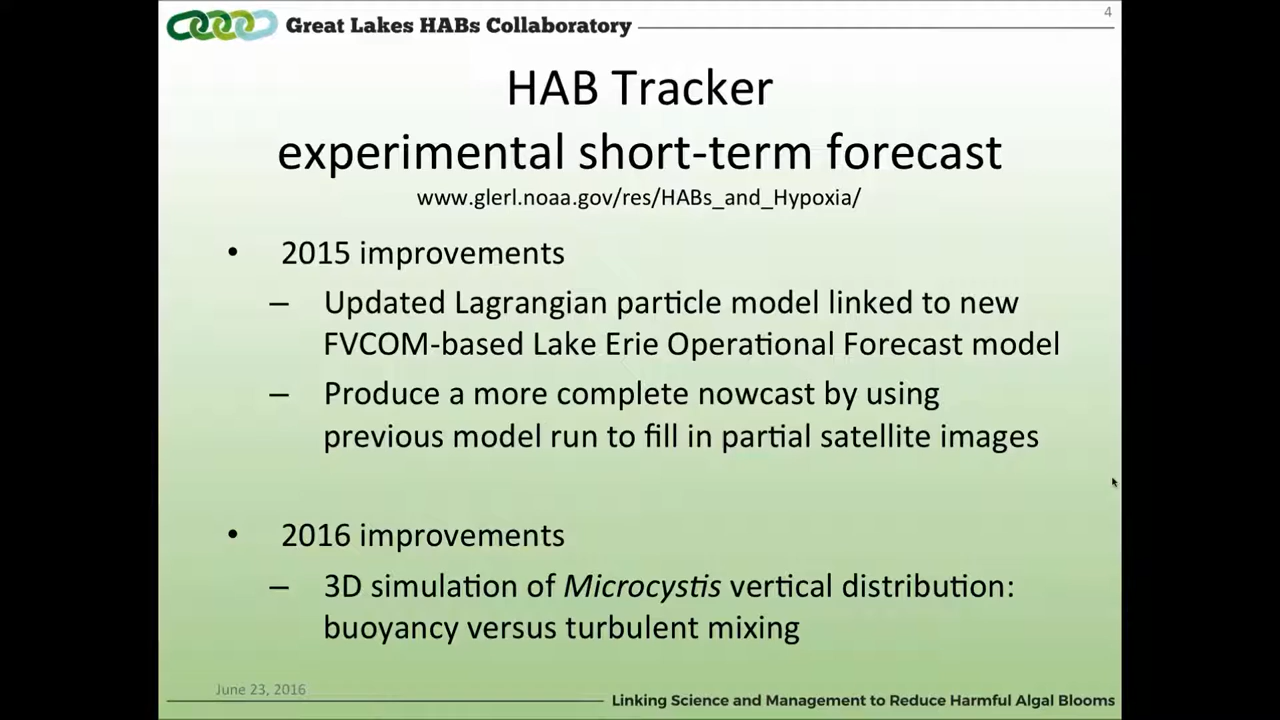 Great Lakes HABs Collaboratory
4
HAB Tracker
experimental short-term forecast
www.glerl.noaa.gov/res/HABs_and_Hypoxia/
• 2015 improvements
– Updated Lagrangian particle model linked to new
FVCOM-based Lake Erie Operational Forecast model
– Produce a more complete nowcast by using
previous model run to fill in partial satellite images
• 2016 improvements
– 3D simulation of Microcystis vertical distribution:
buoyancy versus turbulent mixing
June 23, 2016
Linking Science and Management to Reduce Harmful Algal Blooms